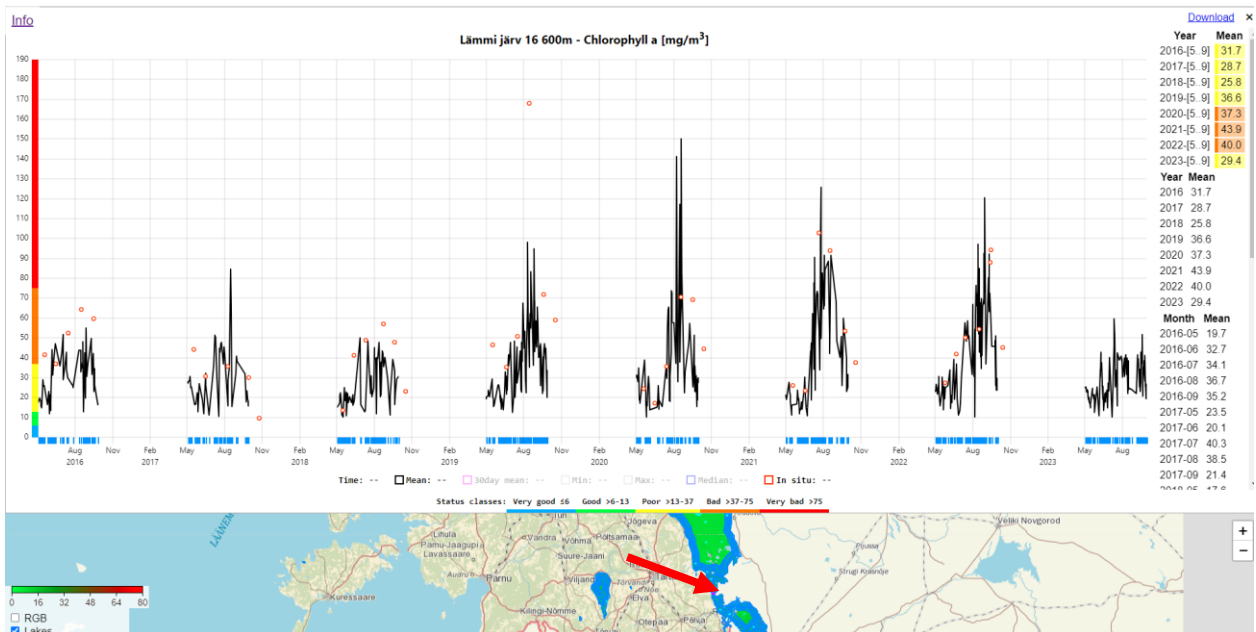 Info
Download ×
Lämmi järv 16 600m - Chlorophyll a [mg/m³]
Year Mean
2016-[5..9] 31.7
2017-[5..9] 28.7
2018-[5..9] 25.8
2019-[5..9] 36.6
2020-[5..9] 37.3
2021-[5..9] 43.9
2022-[5..9] 40.0
2023-[5..9] 29.4
Year Mean
2016 31.7
2017 28.7
2018 25.8
2019 36.6
2020 37.3
2021 43.9
2022 40.0
2023 29.4
Month Mean
2016-05 19.7
2016-06 32.7
2016-07 34.1
2016-08 36.7
2016-09 35.2
2017-05 23.5
2017-06 20.1
2017-07 40.3
2017-08 38.5
2017-09 21.4
2018-05 17.6
190
180
170
160
150
140
130
120
110
100
90
80
70
60
50
40
30
20
10
0
Aug Nov Feb May Aug Nov Feb May Aug Nov Feb May Aug Nov Feb May Aug Nov Feb May Aug Nov Feb May Aug Nov Feb May Aug
2016 2017 2018 2019 2020 2021 2022 2023
Time: -- Mean: -- 30day mean: -- Min: -- Max: -- Median: -- In situ: --
Status classes: Very good ≤6 Good >6-13 Poor >13-37 Bad >37-75 Very bad >75
LÄÄNEM
Lihula
Pärnu-Jaagupi
Lavassaare
Audru
Pärnu
Kuressaare
Vändra
Võhma
Põltsamaa
Jõgeva
Suure-Jaani
Viljandi
Kilingi-Nõmme
Elva
Nõo
Otepää
Põlva
Strugi Krasnõje
Veliki Novgorod
+
−
0 16 32 48 64 80
RGB
Lakes